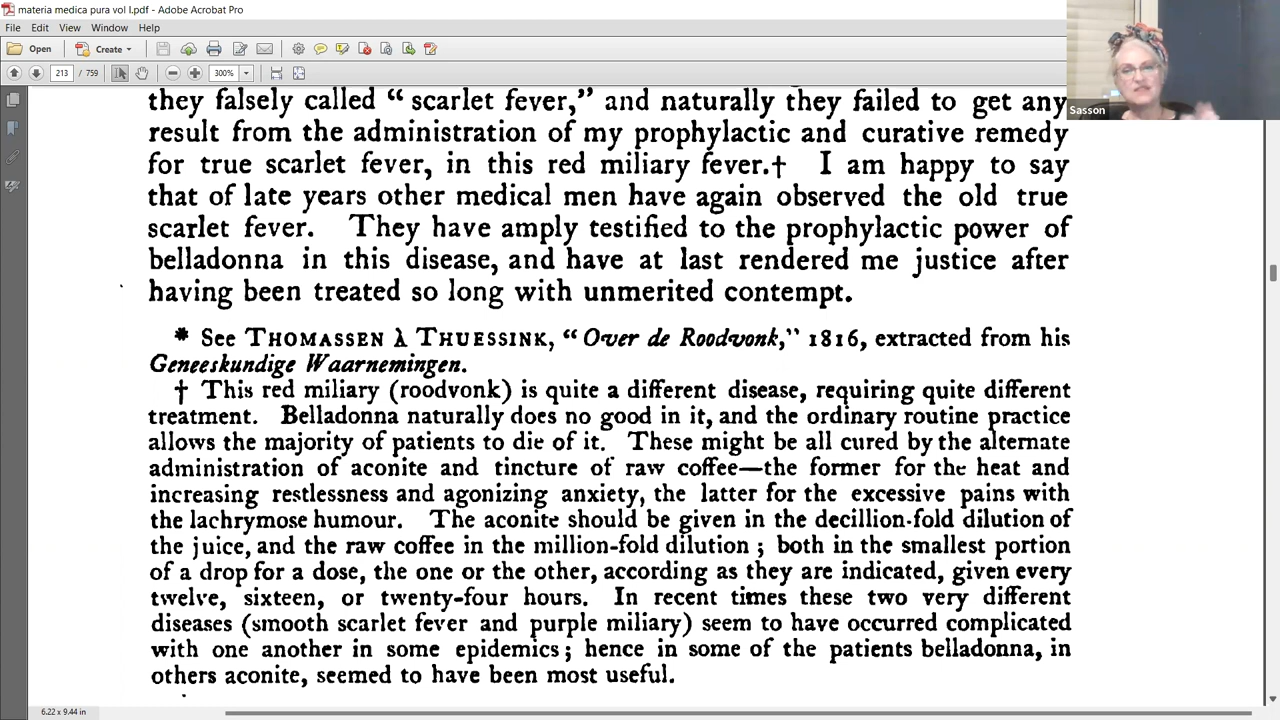 materia medica pura vol I.pdf - Adobe Acrobat Pro
File Edit View Window Help
Open Create
213 / 759 300%
Sasson
they falsely called “ scarlet fever,” and naturally they failed to get any
result from the administration of my prophylactic and curative remedy
for true scarlet fever, in this red miliary fever.† I am happy to say
that of late years other medical men have again observed the old true
scarlet fever. They have amply testified to the prophylactic power of
belladonna in this disease, and have at last rendered me justice after
having been treated so long with unmerited contempt.
* See THOMASSEN À THUESSINK, “Over de Roodvonk,” 1816, extracted from his
Geneeskundige Waarnemingen.
† This red miliary (roodvonk) is quite a different disease, requiring quite different
treatment. Belladonna naturally does no good in it, and the ordinary routine practice
allows the majority of patients to die of it. These might be all cured by the alternate
administration of aconite and tincture of raw coffee—the former for the heat and
increasing restlessness and agonizing anxiety, the latter for the excessive pains with
the lachrymose humour. The aconite should be given in the decillion-fold dilution of
the juice, and the raw coffee in the million-fold dilution ; both in the smallest portion
of a drop for a dose, the one or the other, according as they are indicated, given every
twelve, sixteen, or twenty-four hours. In recent times these two very different
diseases (smooth scarlet fever and purple miliary) seem to have occurred complicated
with one another in some epidemics ; hence in some of the patients belladonna, in
others aconite, seemed to have been most useful.
6.22 x 9.44 in